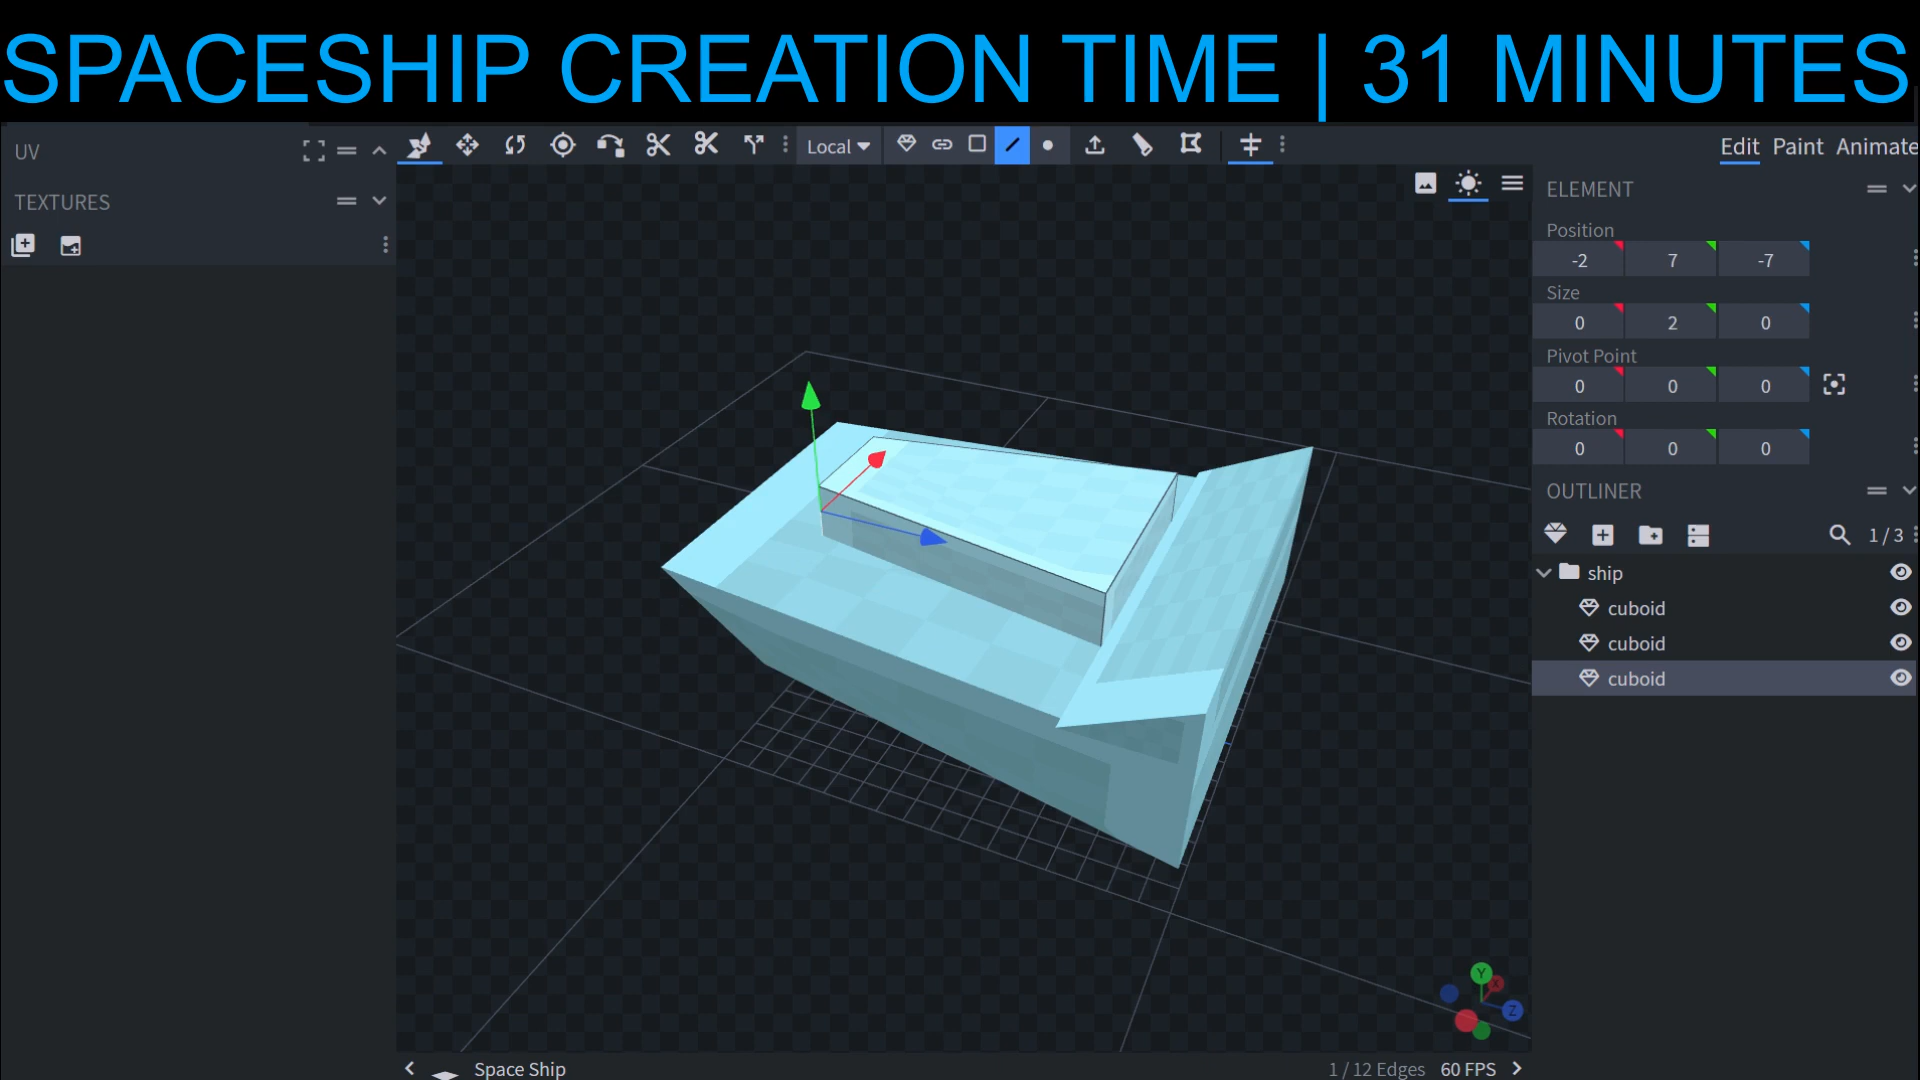 SPACESHIP CREATION TIME | 31 MINUTES
UV
Local
Edit Paint Animate
TEXTURES
ELEMENT
Position
-2 7 -7
Size
0 2 0
Pivot Point
0 0 0
Rotation
0 0 0
OUTLINER
1 / 3
ship
cuboid
cuboid
cuboid
Y
X
Z
Space Ship
1 / 12 Edges 60 FPS